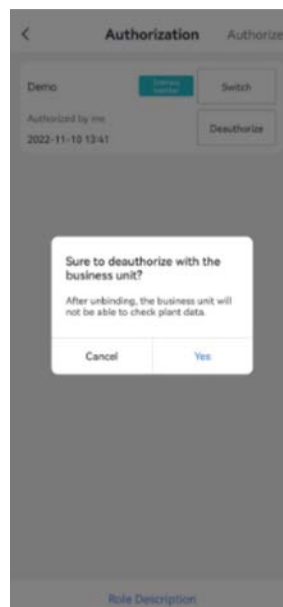 Authorization
Authorize
Demo
Switch
Authorized by me
2022-11-10 13:41
Deauthorize
Sure to deauthorize with the
business unit?
After unbinding, the business unit will
not be able to check plant data.
Cancel
Yes
Role Description